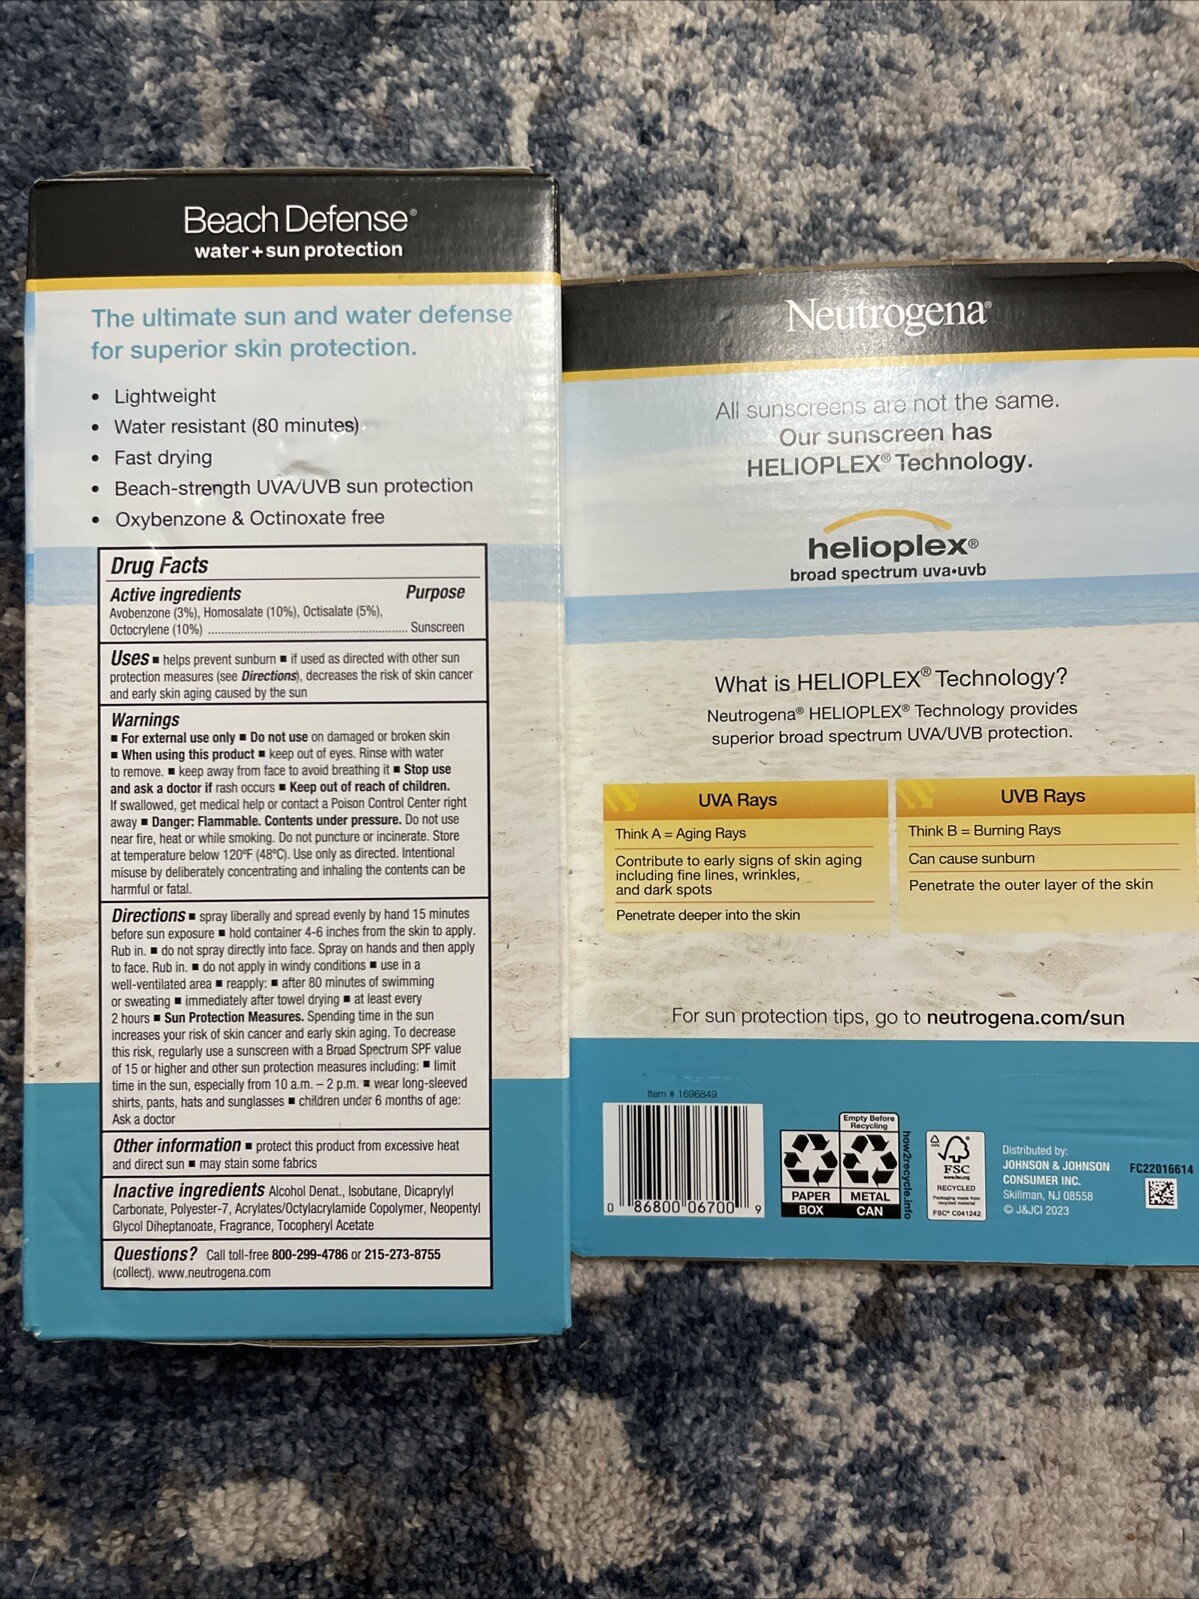 Beach Defense®
water+sun protection
The ultimate sun and water defense
for superior skin protection.
• Lightweight
• Water resistant (80 minutes)
• Fast drying
• Beach-strength UVA/UVB sun protection
• Oxybenzone & Octinoxate free
Drug Facts
Active ingredients Purpose
Avobenzone (3%), Homosalate (10%), Octisalate (5%),
Octocrylene (10%) ........................................................ Sunscreen
Uses ■ helps prevent sunburn ■ if used as directed with other sun
protection measures (see Directions), decreases the risk of skin cancer
and early skin aging caused by the sun
Warnings
■ For external use only ■ Do not use on damaged or broken skin
■ When using this product ■ keep out of eyes. Rinse with water
to remove. ■ keep away from face to avoid breathing it ■ Stop use
and ask a doctor if rash occurs ■ Keep out of reach of children.
If swallowed, get medical help or contact a Poison Control Center right
away ■ Danger: Flammable. Contents under pressure. Do not use
near fire, heat or while smoking. Do not puncture or incinerate. Store
at temperature below 120ºF (48ºC). Use only as directed. Intentional
misuse by deliberately concentrating and inhaling the contents can be
harmful or fatal.
Directions ■ spray liberally and spread evenly by hand 15 minutes
before sun exposure ■ hold container 4-6 inches from the skin to apply.
Rub in. ■ do not spray directly into face. Spray on hands and then apply
to face. Rub in. ■ do not apply in windy conditions ■ use in a
well-ventilated area ■ reapply: ■ after 80 minutes of swimming
or sweating ■ immediately after towel drying ■ at least every
2 hours ■ Sun Protection Measures. Spending time in the sun
increases your risk of skin cancer and early skin aging. To decrease
this risk, regularly use a sunscreen with a Broad Spectrum SPF value
of 15 or higher and other sun protection measures including: ■ limit
time in the sun, especially from 10 a.m. – 2 p.m. ■ wear long-sleeved
shirts, pants, hats and sunglasses ■ children under 6 months of age:
Ask a doctor
Other information ■ protect this product from excessive heat
and direct sun ■ may stain some fabrics
Inactive ingredients Alcohol Denat., Isobutane, Dicaprylyl
Carbonate, Polyester-7, Acrylates/Octylacrylamide Copolymer, Neopentyl
Glycol Diheptanoate, Fragrance, Tocopheryl Acetate
Questions? Call toll-free 800-299-4786 or 215-273-8755
(collect). www.neutrogena.com
Neutrogena®
All sunscreens are not the same.
Our sunscreen has
HELIOPLEX® Technology.
helioplex®
broad spectrum uva•uvb
What is HELIOPLEX® Technology?
Neutrogena® HELIOPLEX® Technology provides
superior broad spectrum UVA/UVB protection.
UVA Rays
Think A = Aging Rays
Contribute to early signs of skin aging
including fine lines, wrinkles,
and dark spots
Penetrate deeper into the skin
UVB Rays
Think B = Burning Rays
Can cause sunburn
Penetrate the outer layer of the skin
For sun protection tips, go to neutrogena.com/sun
Item # 1696849
0 86800 06700 9
Empty Before
Recycling
PAPER
BOX
METAL
CAN
how2recycle.info
FSC
www.fsc.org
RECYCLED
Packaging made from
recycled material
FSC® C041242
Distributed by:
JOHNSON & JOHNSON
CONSUMER INC.
Skillman, NJ 08558
© J&JCI 2023
FC22016614